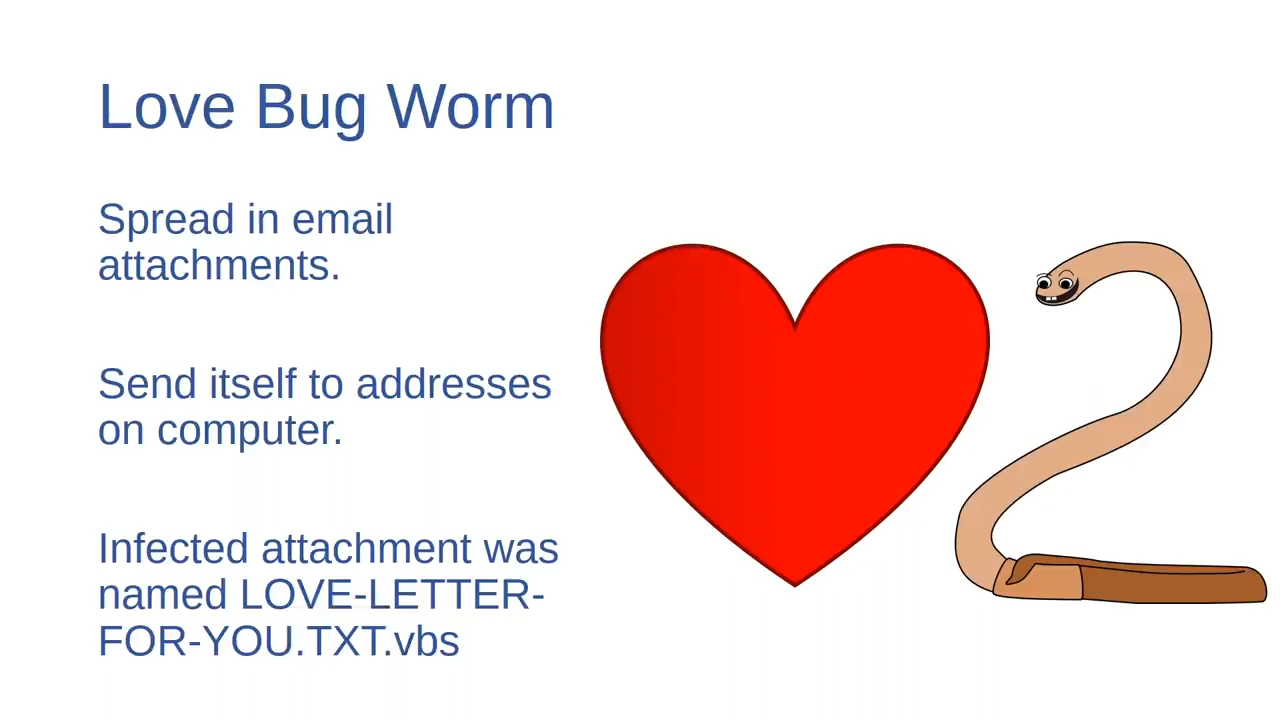 Love Bug Worm
Spread in email
attachments.
Send itself to addresses
on computer.
Infected attachment was
named LOVE-LETTER-
FOR-YOU.TXT.vbs